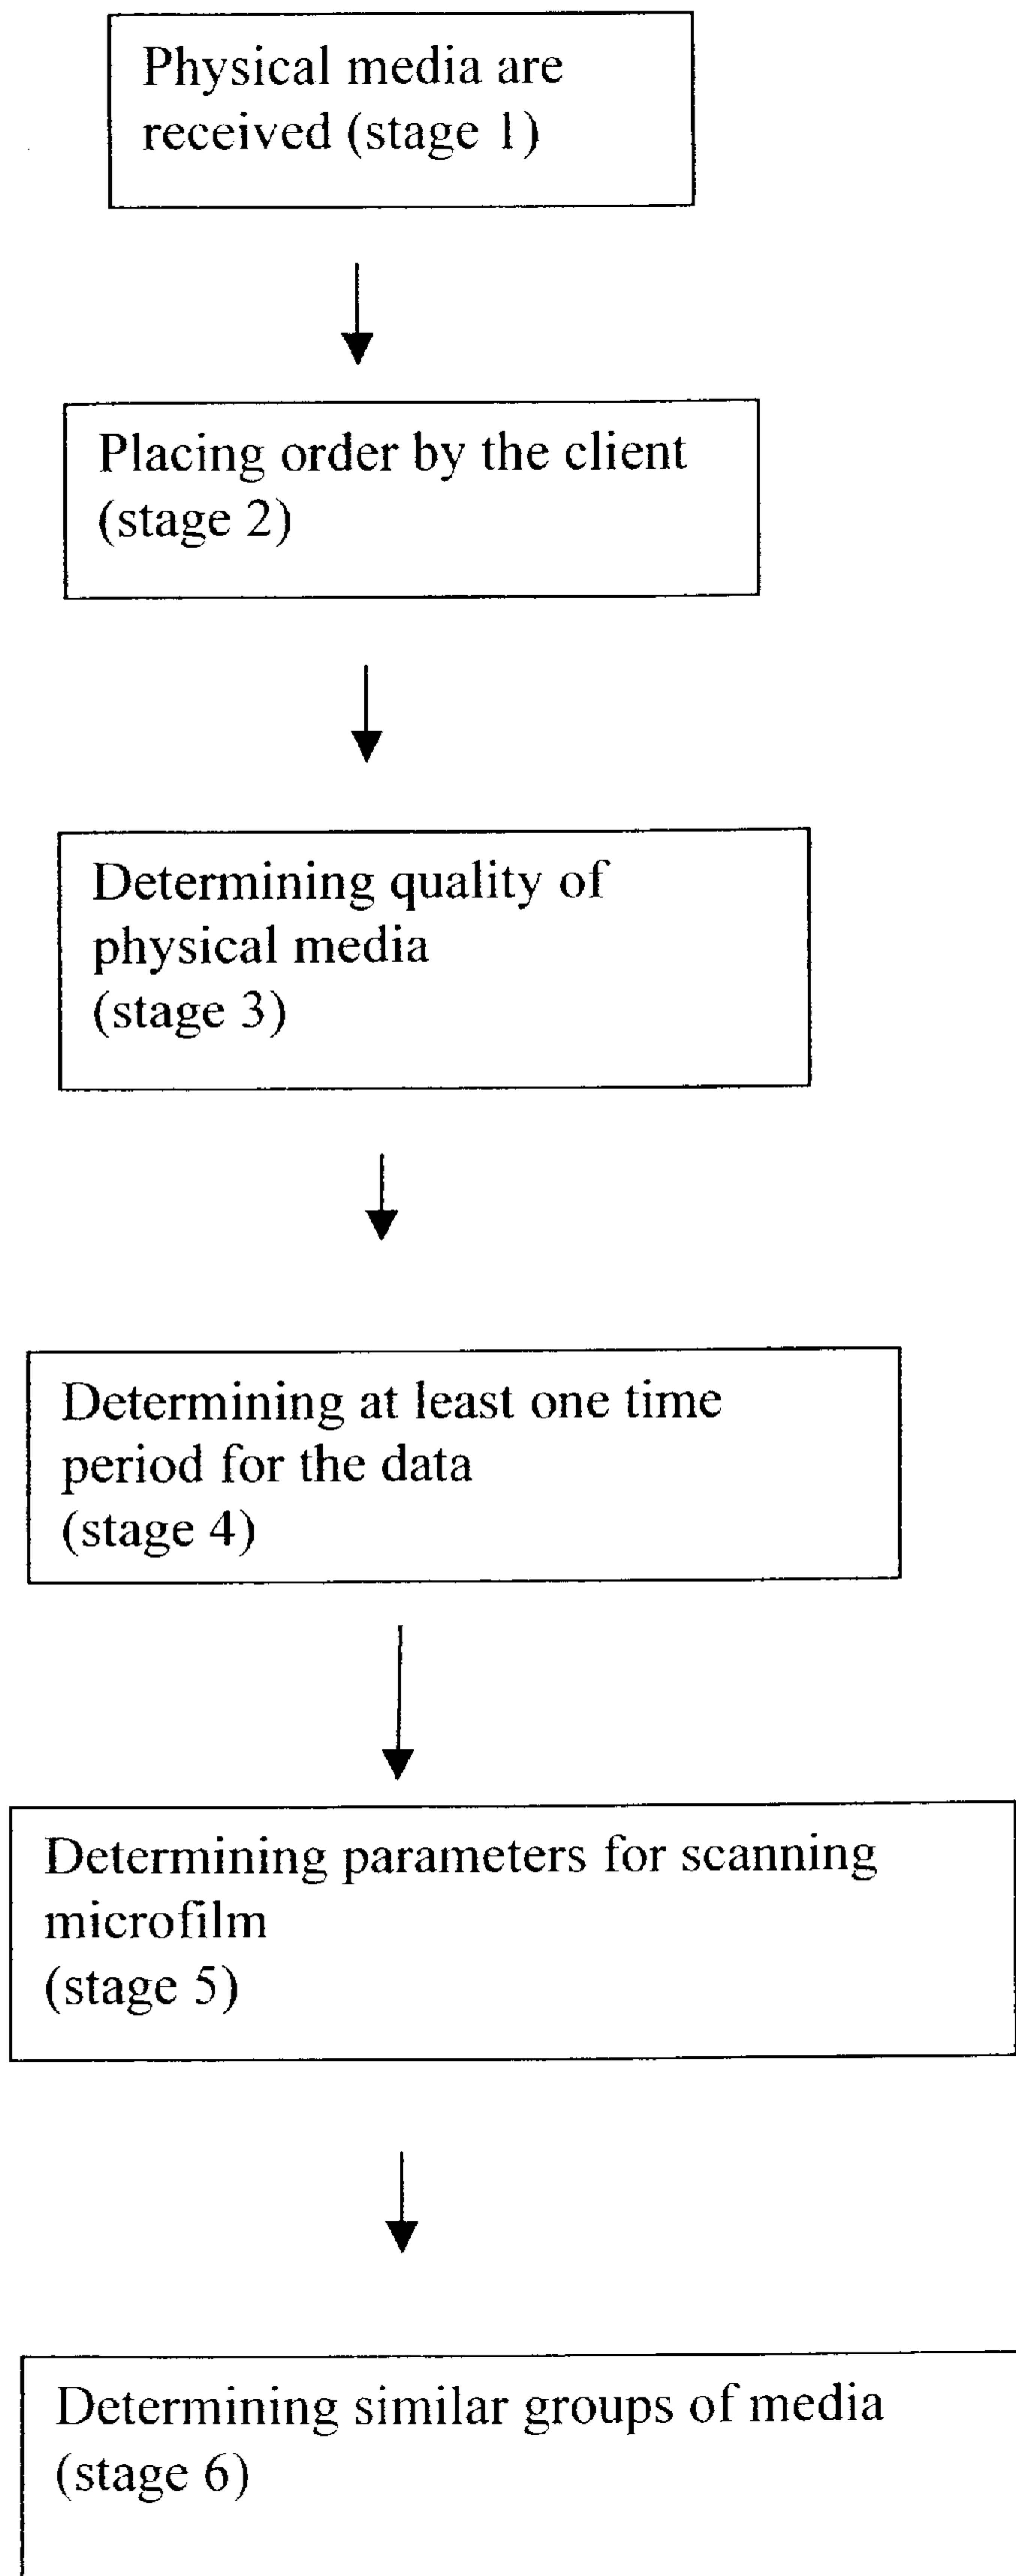 Physical media are
received (stage 1)
Placing order by the client
(stage 2)
Determining quality of
physical media
(stage 3)
Determining at least one time
period for the data
(stage 4)
Determining parameters for scanning
microfilm
(stage 5)
Determining similar groups of media
(stage 6)